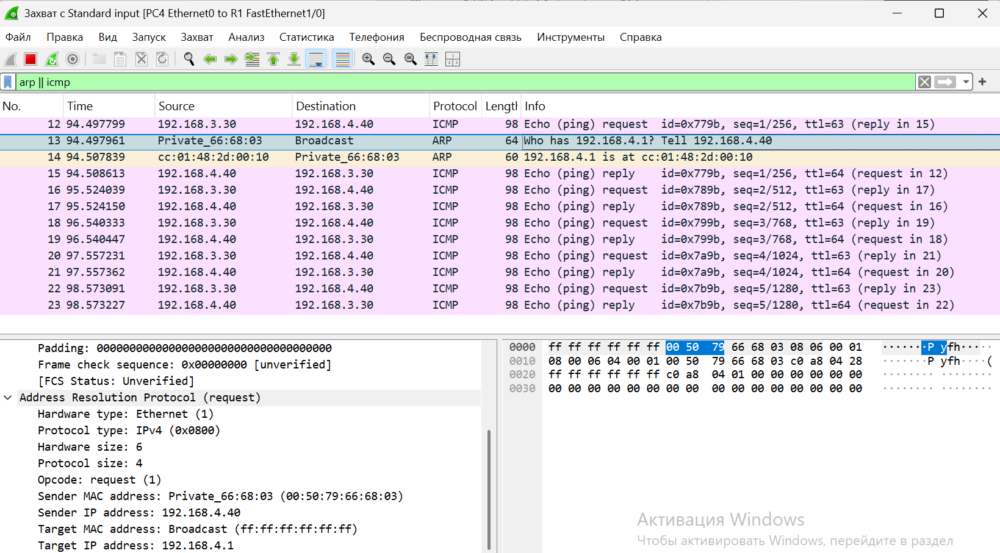 Захват с Standard input [PC4 Ethernet0 to R1 FastEthernet1/0]
Файл Правка Вид Запуск Захват Анализ Статистика Телефония Беспроводная связь Инструменты Справка
arp || icmp
No. Time Source Destination Protocol Length Info
12 94.497799 192.168.3.30 192.168.4.40 ICMP 98 Echo (ping) request id=0x779b, seq=1/256, ttl=63 (reply in 15)
13 94.497961 Private_66:68:03 Broadcast ARP 64 Who has 192.168.4.1? Tell 192.168.4.40
14 94.507839 cc:01:48:2d:00:10 Private_66:68:03 ARP 60 192.168.4.1 is at cc:01:48:2d:00:10
15 94.508613 192.168.4.40 192.168.3.30 ICMP 98 Echo (ping) reply id=0x779b, seq=1/256, ttl=64 (request in 12)
16 95.524039 192.168.3.30 192.168.4.40 ICMP 98 Echo (ping) request id=0x789b, seq=2/512, ttl=63 (reply in 17)
17 95.524150 192.168.4.40 192.168.3.30 ICMP 98 Echo (ping) reply id=0x789b, seq=2/512, ttl=64 (request in 16)
18 96.540333 192.168.3.30 192.168.4.40 ICMP 98 Echo (ping) request id=0x799b, seq=3/768, ttl=63 (reply in 19)
19 96.540447 192.168.4.40 192.168.3.30 ICMP 98 Echo (ping) reply id=0x799b, seq=3/768, ttl=64 (request in 18)
20 97.557231 192.168.3.30 192.168.4.40 ICMP 98 Echo (ping) request id=0x7a9b, seq=4/1024, ttl=63 (reply in 21)
21 97.557362 192.168.4.40 192.168.3.30 ICMP 98 Echo (ping) reply id=0x7a9b, seq=4/1024, ttl=64 (request in 20)
22 98.573091 192.168.3.30 192.168.4.40 ICMP 98 Echo (ping) request id=0x7b9b, seq=5/1280, ttl=63 (reply in 23)
23 98.573227 192.168.4.40 192.168.3.30 ICMP 98 Echo (ping) reply id=0x7b9b, seq=5/1280, ttl=64 (request in 22)
Padding: 000000000000000000000000000000000000
Frame check sequence: 0x00000000 [unverified]
[FCS Status: Unverified]
Address Resolution Protocol (request)
Hardware type: Ethernet (1)
Protocol type: IPv4 (0x0800)
Hardware size: 6
Protocol size: 4
Opcode: request (1)
Sender MAC address: Private_66:68:03 (00:50:79:66:68:03)
Sender IP address: 192.168.4.40
Target MAC address: Broadcast (ff:ff:ff:ff:ff:ff)
Target IP address: 192.168.4.1
0000 ff ff ff ff ff ff 00 50 79 66 68 03 08 06 00 01 ·······P yfh·····
0010 08 00 06 04 00 01 00 50 79 66 68 03 c0 a8 04 28 ·······P yfh····(
0020 ff ff ff ff ff ff c0 a8 04 01 00 00 00 00 00 00 ········ ········
0030 00 00 00 00 00 00 00 00 00 00 00 00 00 00 00 00 ········ ········
Активация Windows
Чтобы активировать Windows, перейдите в раздел